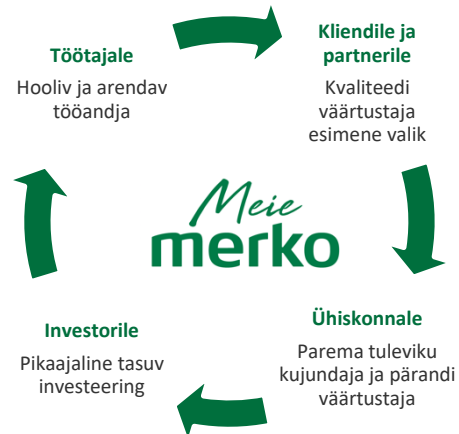 Töötajale
Hooliv ja arendav
tööandja
Kliendile ja
partnerile
Kvaliteedi
väärtustaja
esimene valik
Meie
merko
Investorile
Pikaajaline tasuv
investeering
Ühiskonnale
Parema tuleviku
kujundaja ja pärandi
väärtustaja